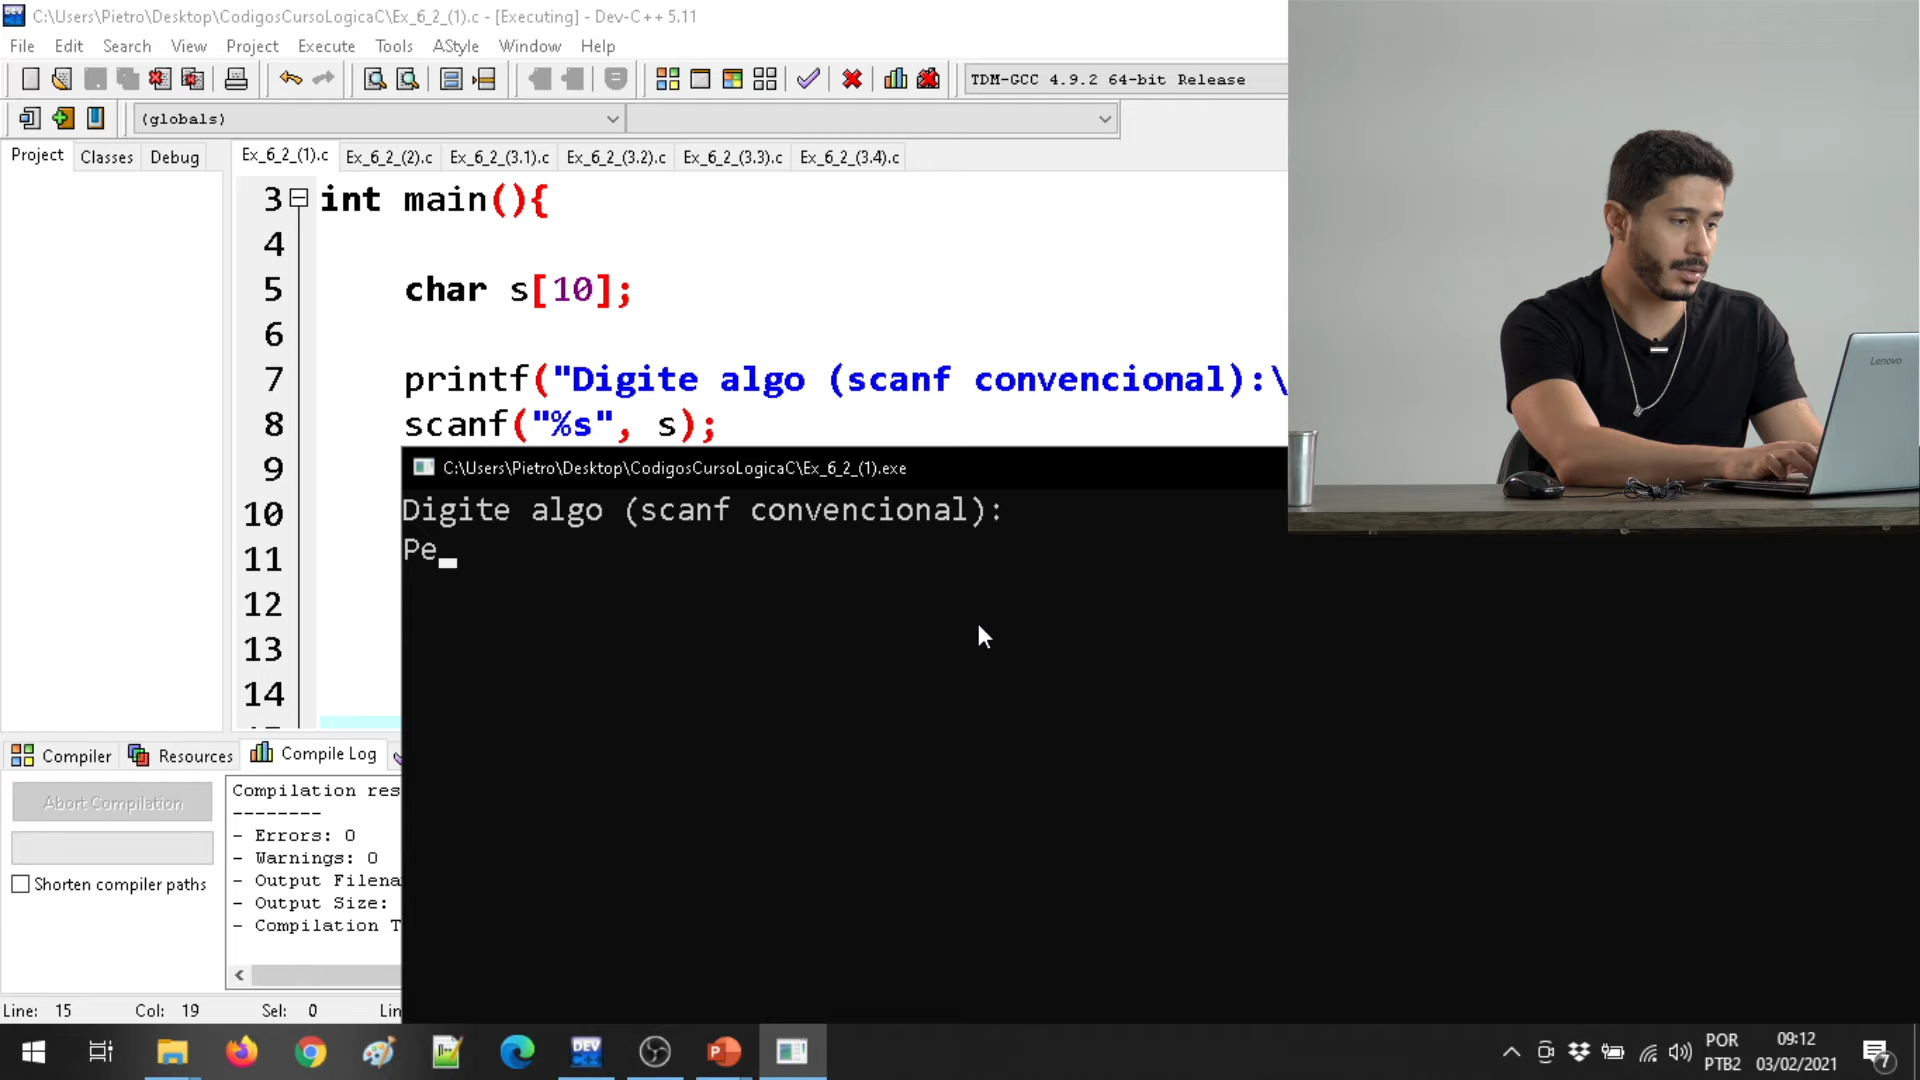 C:\Users\Pietro\Desktop\CodigosCursoLogicaC\Ex_6_2_(1).c - [Executing] - Dev-C++ 5.11
File Edit Search View Project Execute Tools AStyle Window Help
TDM-GCC 4.9.2 64-bit Release
(globals)
Project Classes Debug
Ex_6_2_(1).c Ex_6_2_(2).c Ex_6_2_(3.1).c Ex_6_2_(3.2).c Ex_6_2_(3.3).c Ex_6_2_(3.4).c
3 int main(){
4
5 char s[10];
6
7 printf("Digite algo (scanf convencional):\
8 scanf("%s", s);
9
10
11
12
13
14
C:\Users\Pietro\Desktop\CodigosCursoLogicaC\Ex_6_2_(1).exe
Digite algo (scanf convencional):
Pe
Compiler Resources Compile Log
Abort Compilation
Shorten compiler paths
Compilation res
--------
- Errors: 0
- Warnings: 0
- Output Filena
- Output Size:
- Compilation T
Line: 15 Col: 19 Sel: 0 Lin
Lenovo
DEV
P
POR
PTB2
09:12
03/02/2021
7